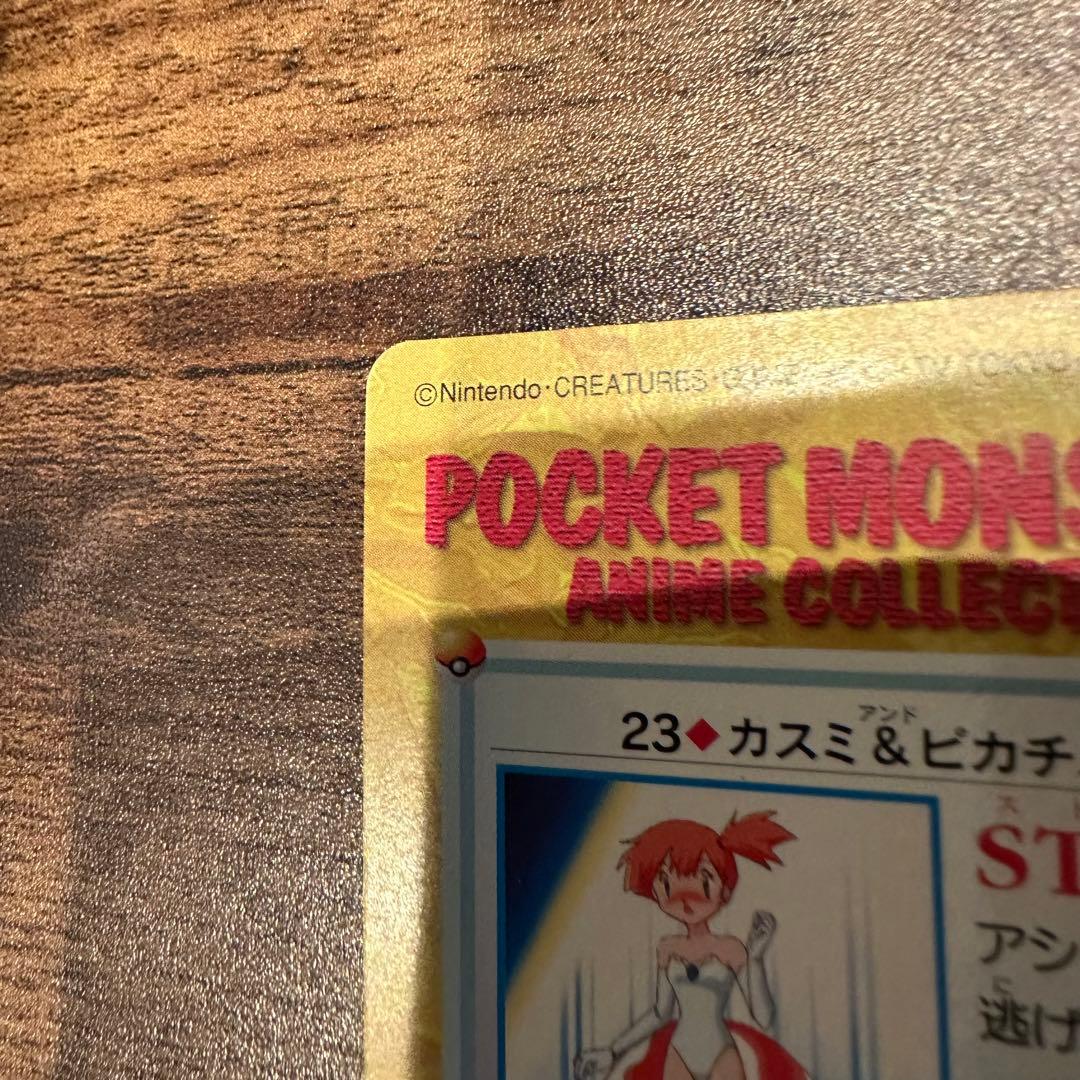 ©Nintendo・CREATURES
POCKET MONS
ANIME COLLECT
アンド
23◆カスミ&ピカチ
ST
アシ
に
逃げ